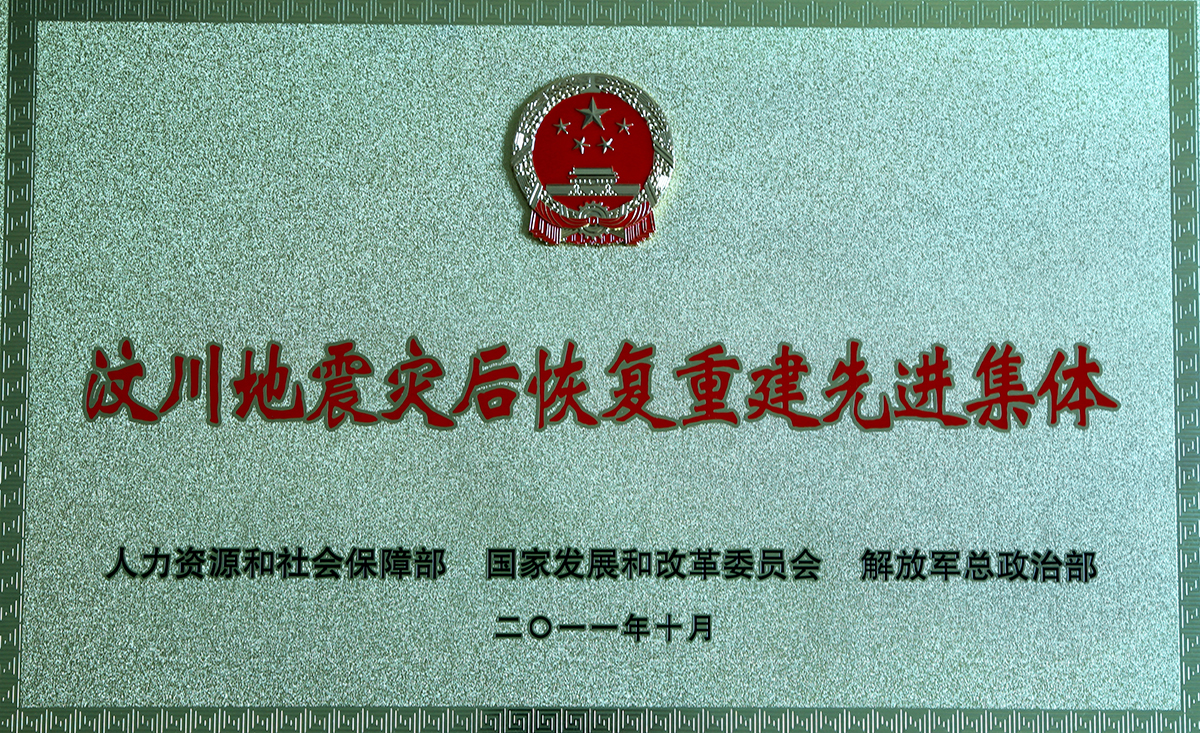 汶川地震灾后恢复重建先进集体
人力资源和社会保障部 国家发展和改革委员会 解放军总政治部
二〇一一年十月